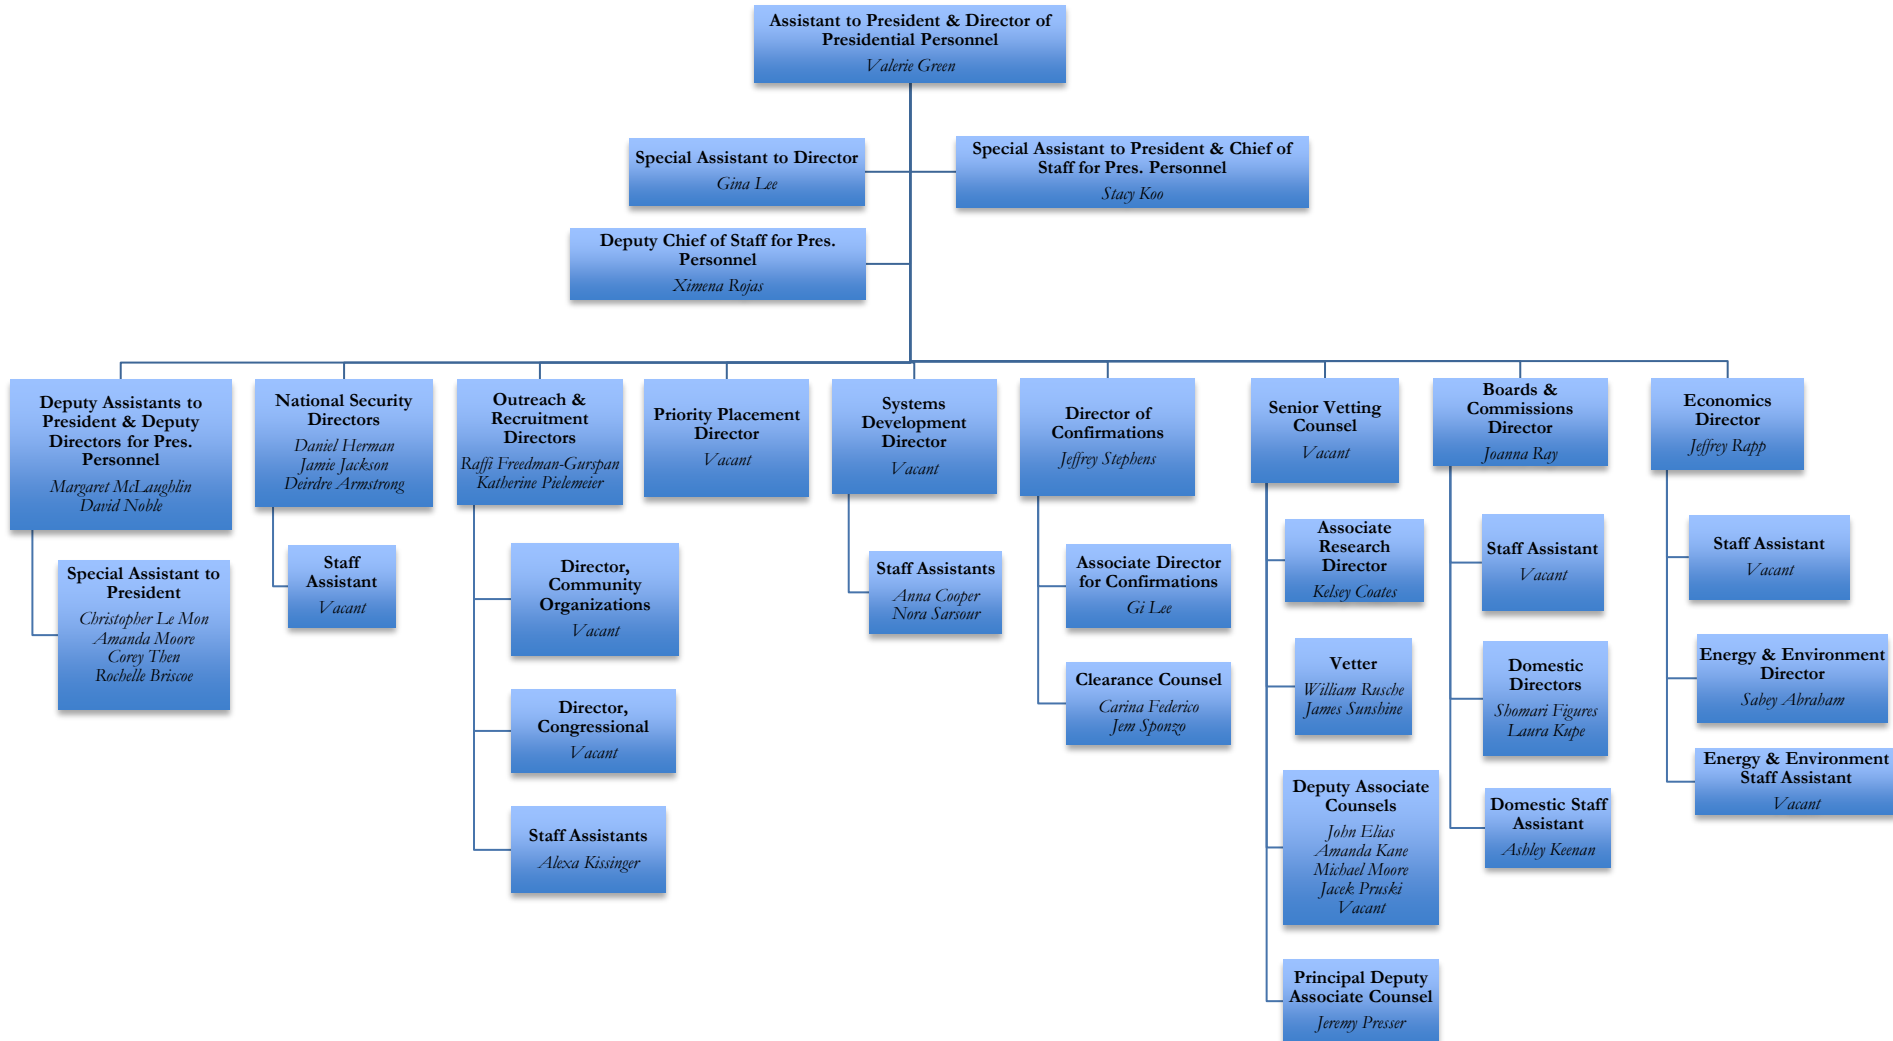 Assistant to President & Director of
Presidential Personnel
Valerie Green
Special Assistant to Director
Gina Lee
Special Assistant to President & Chief of
Staff for Pres. Personnel
Stacy Koo
Deputy Chief of Staff for Pres.
Personnel
Ximena Rojas
Deputy Assistants to
President & Deputy
Directors for Pres.
Personnel
Margaret McLaughlin
David Noble
Special Assistant to
President
Christopher Le Mon
Amanda Moore
Corey Then
Rochelle Briscoe
National Security
Directors
Daniel Herman
Jamie Jackson
Deirdre Armstrong
Staff
Assistant
Vacant
Outreach &
Recruitment
Directors
Raffi Freedman-Gurspan
Katherine Pielemeier
Director,
Community
Organizations
Vacant
Director,
Congressional
Vacant
Staff Assistants
Alexa Kissinger
Priority Placement
Director
Vacant
Systems
Development
Director
Vacant
Staff Assistants
Anna Cooper
Nora Sarsour
Director of
Confirmations
Jeffrey Stephens
Associate Director
for Confirmations
Gi Lee
Clearance Counsel
Carina Federico
Jem Sponzo
Senior Vetting
Counsel
Vacant
Associate
Research
Director
Kelsey Coates
Vetter
William Rusche
James Sunshine
Deputy Associate
Counsels
John Elias
Amanda Kane
Michael Moore
Jacek Pruski
Vacant
Principal Deputy
Associate Counsel
Jeremy Presser
Boards &
Commissions
Director
Joanna Ray
Staff Assistant
Vacant
Domestic
Directors
Shomari Figures
Laura Kupe
Domestic Staff
Assistant
Ashley Keenan
Economics
Director
Jeffrey Rapp
Staff Assistant
Vacant
Energy & Environment
Director
Sabey Abraham
Energy & Environment
Staff Assistant
Vacant